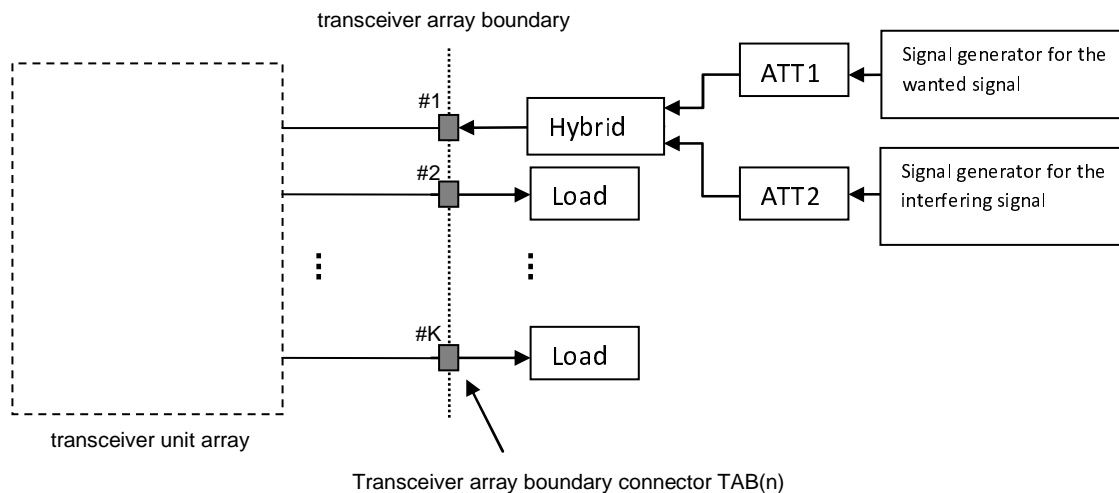 transceiver array boundary
Signal generator for the
wanted signal
ATT1
#1
Hybrid
#2
Load
ATT2
Signal generator for the
interfering signal
#K
Load
transceiver unit array
Transceiver array boundary connector TAB(n)